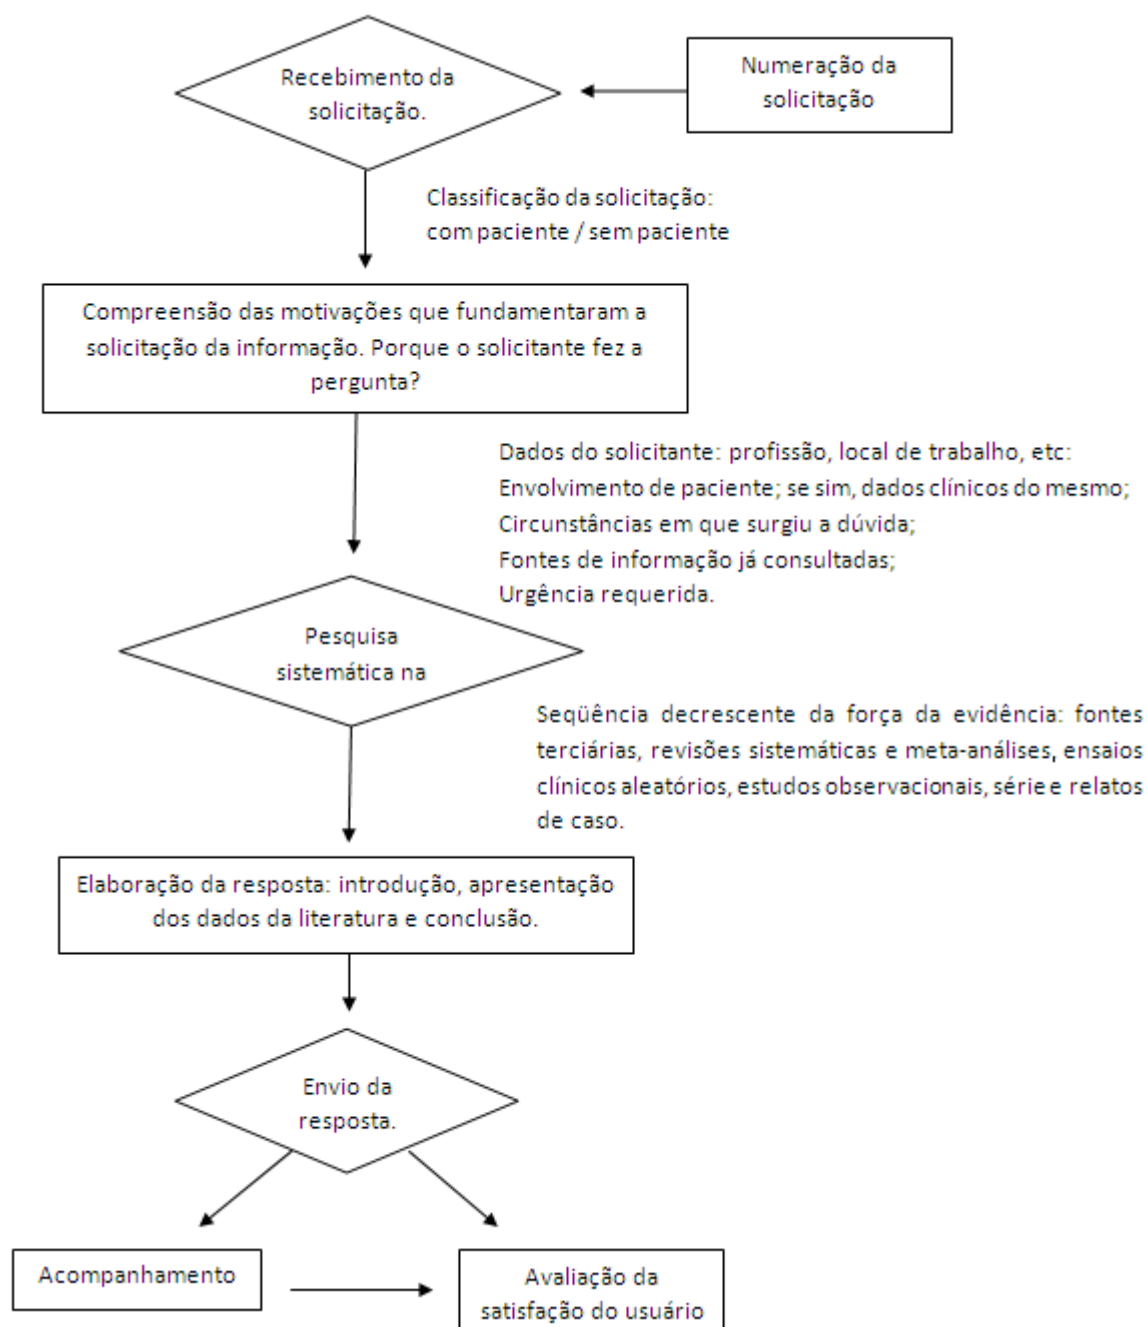 Recebimento da
solicitação.
Numeração da
solicitação
Classificação da solicitação:
com paciente / sem paciente
Compreensão das motivações que fundamentaram a
solicitação da informação. Porque o solicitante fez a
pergunta?
Dados do solicitante: profissão, local de trabalho, etc:
Envolvimento de paciente; se sim, dados clínicos do mesmo;
Circunstâncias em que surgiu a dúvida;
Fontes de informação já consultadas;
Urgência requerida.
Pesquisa
sistemática na
Seqüência decrescente da força da evidência: fontes
terciárias, revisões sistemáticas e meta-análises, ensaios
clínicos aleatórios, estudos observacionais, série e relatos
de caso.
Elaboração da resposta: introdução, apresentação
dos dados da literatura e conclusão.
Envio da
resposta.
Acompanhamento
Avaliação da
satisfação do usuário